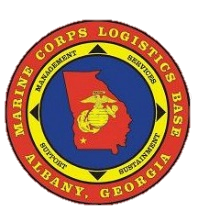 MARINE CORPS LOGISTICS BASE
MANAGEMENT
SERVICES
SUPPORT
SUSTAINMENT
ALBANY, GEORGIA